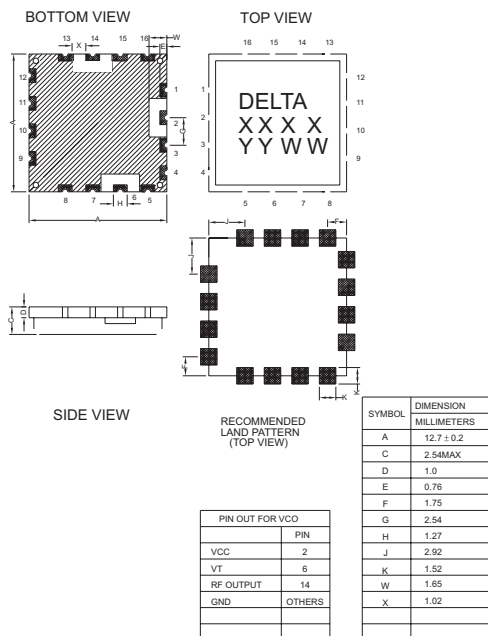 BOTTOM VIEW
13 14 15 16 W
X E
12
11
10
9
A
1
2
3
4
G
8 7 6 5
H
A
TOP VIEW
16 15 14 13
1
2
3
4
12
11
10
9
DELTA
X X X X
Y Y W W
5 6 7 8
J F
J
F
K
K
C D
SIDE VIEW
RECOMMENDED
LAND PATTERN
(TOP VIEW)
PIN OUT FOR VCO
PIN
VCC 2
VT 6
RF OUTPUT 14
GND OTHERS
SYMBOL DIMENSION
MILLIMETERS
A 12.7 ± 0.2
C 2.54MAX
D 1.0
E 0.76
F 1.75
G 2.54
H 1.27
J 2.92
K 1.52
W 1.65
X 1.02